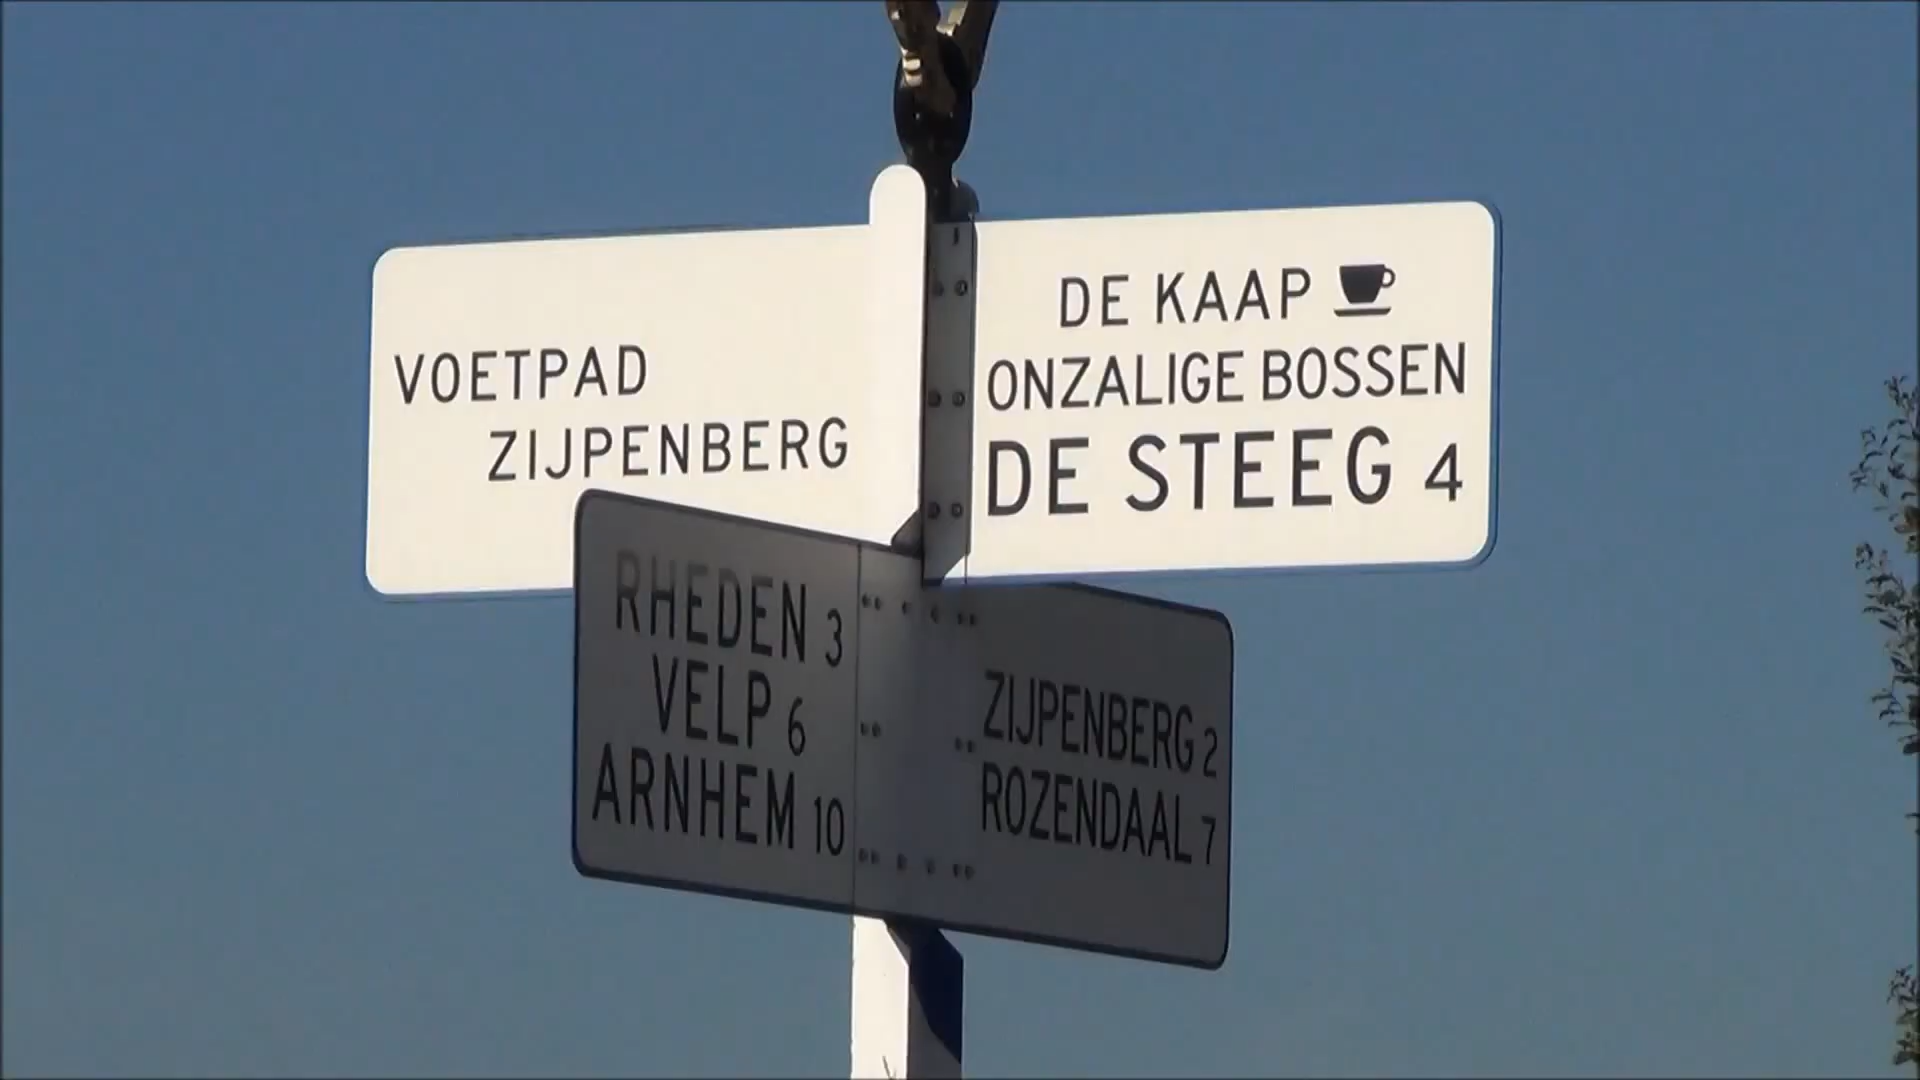 VOETPAD
ZIJPENBERG
DE KAAP
ONZALIGE BOSSEN
DE STEEG 4
RHEDEN 3
VELP 6
ARNHEM 10
ZIJPENBERG 2
ROZENDAAL 7